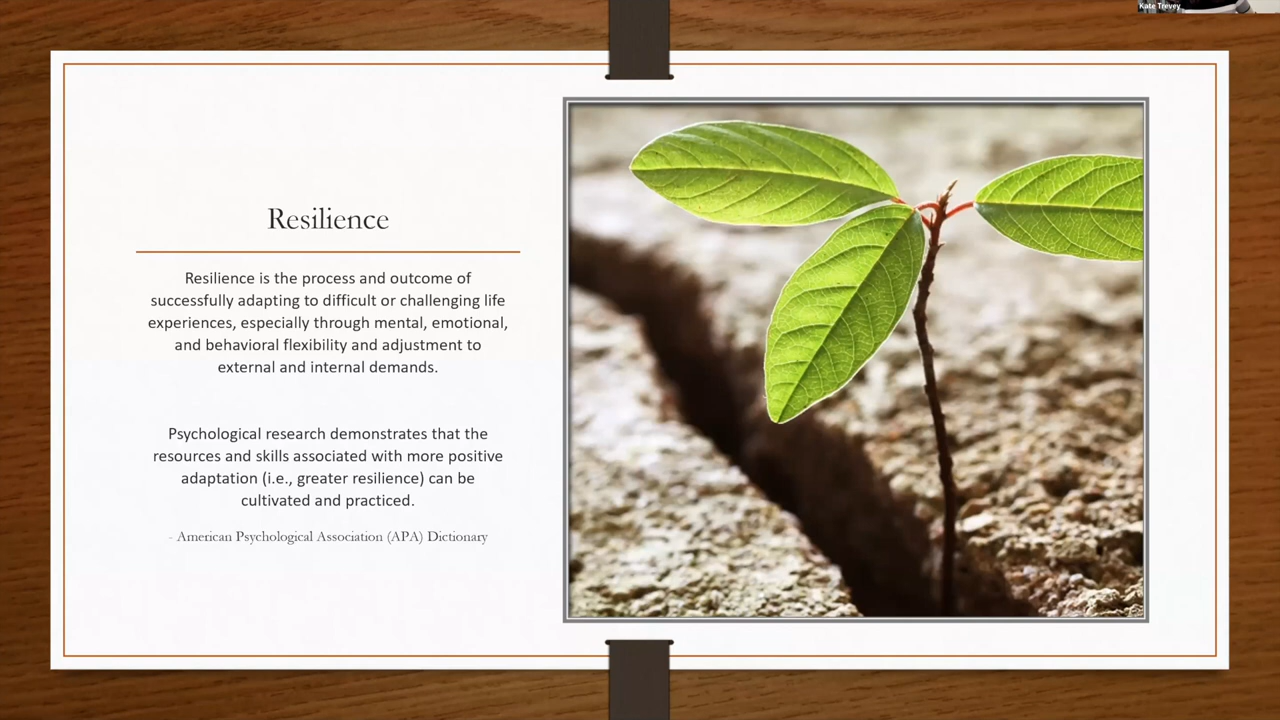 Kate Trevey
Resilience
Resilience is the process and outcome of
successfully adapting to difficult or challenging life
experiences, especially through mental, emotional,
and behavioral flexibility and adjustment to
external and internal demands.
Psychological research demonstrates that the
resources and skills associated with more positive
adaptation (i.e., greater resilience) can be
cultivated and practiced.
- American Psychological Association (APA) Dictionary